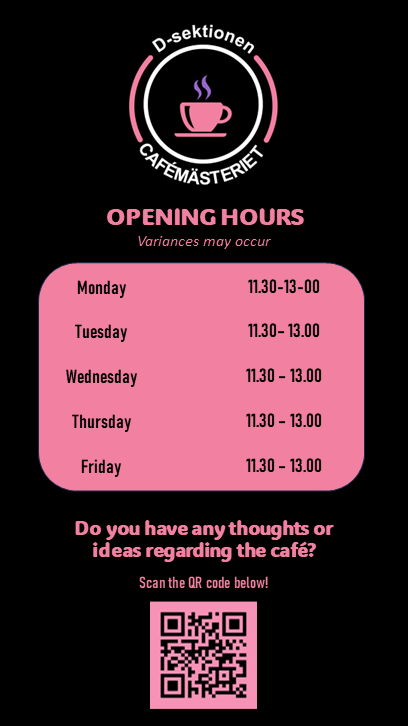 D-sektionen
CAFÉMÄSTERIET
OPENING HOURS
Variances may occur
Monday 11.30-13-00
Tuesday 11.30– 13.00
Wednesday 11.30 – 13.00
Thursday 11.30 – 13.00
Friday 11.30 – 13.00
Do you have any thoughts or
ideas regarding the café?
Scan the QR code below!